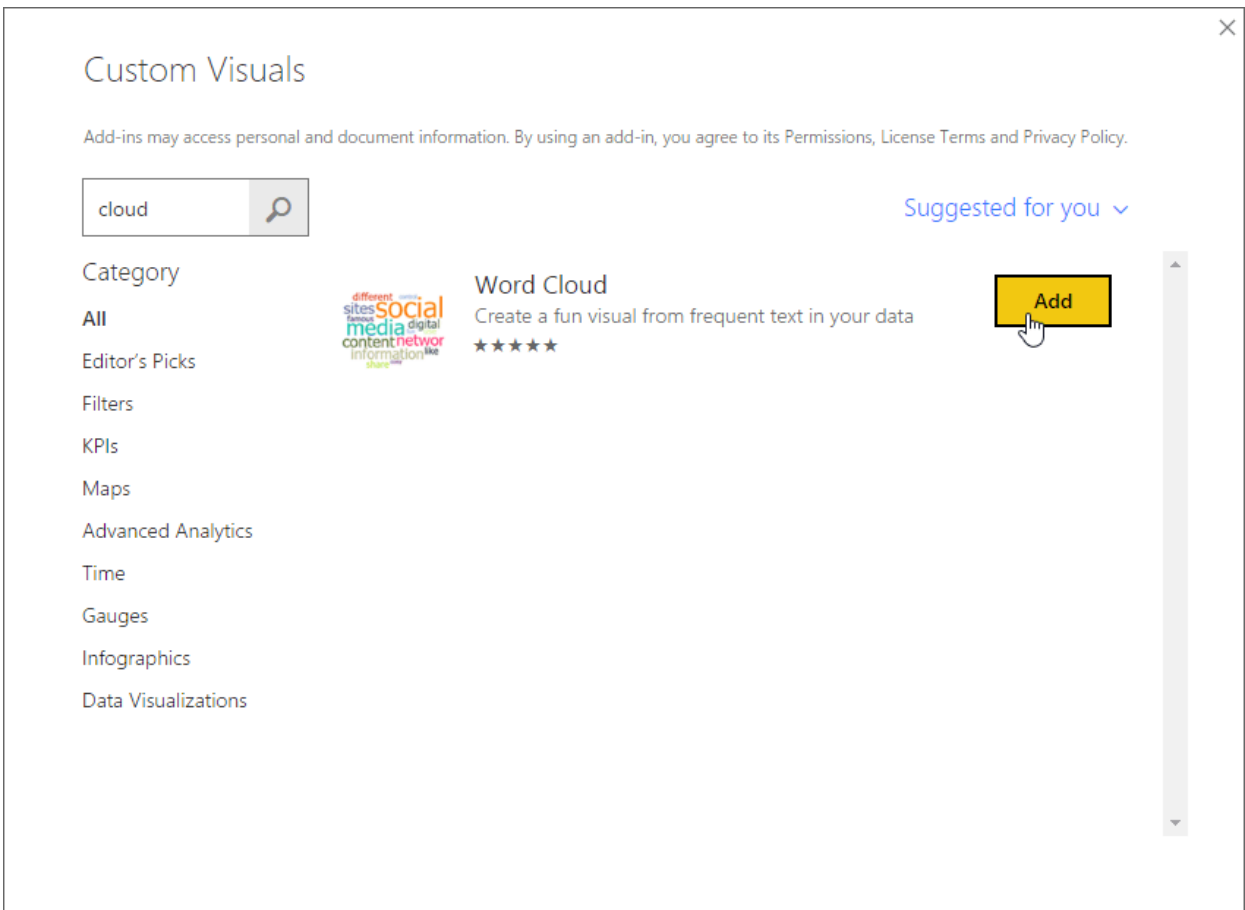 Custom Visuals
Add-ins may access personal and document information. By using an add-in, you agree to its Permissions, License Terms and Privacy Policy.
cloud
Suggested for you
Category
All
Editor's Picks
Filters
KPIs
Maps
Advanced Analytics
Time
Gauges
Infographics
Data Visualizations
different
sites social
famous media digital
content networ
information like
share
Word Cloud
Create a fun visual from frequent text in your data
★★★★★
Add